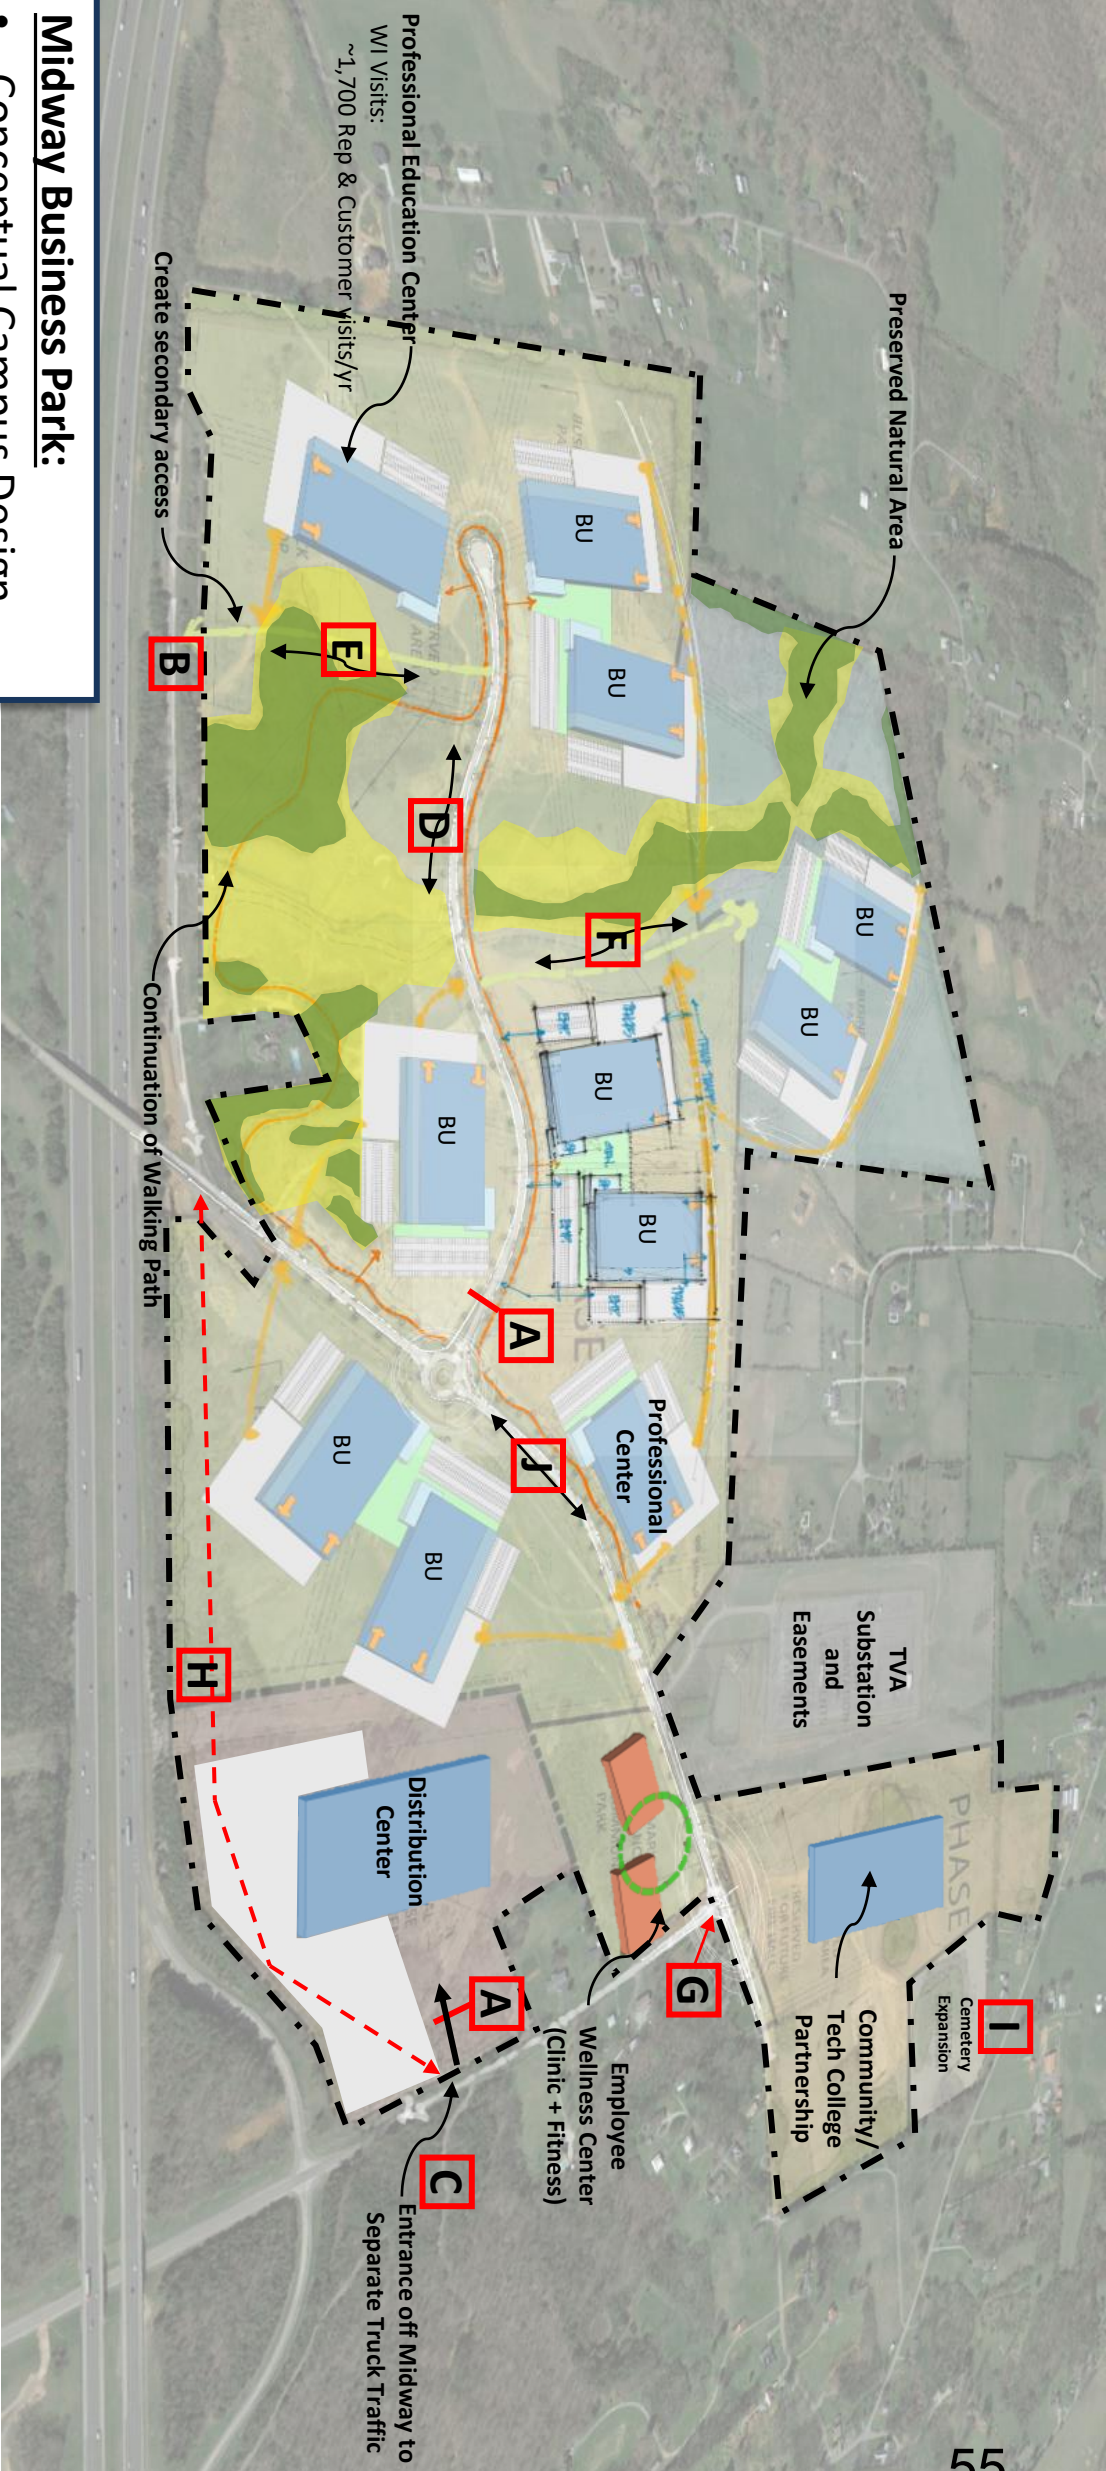 Midway Business Park:
• Conceptual Campus Design
Professional Education Center
WI Visits:
~1,700 Rep & Customer visits/yr
Create secondary access
Preserved Natural Area
Continuation of Walking Path
B
E
D
F
A
J
H
A
G
C
I
BU
BU
BU
BU
BU
BU
BU
BU
BU
Professional
Center
TVA
Substation
and
Easements
Distribution
Center
PHASE
Cemetery
Expansion
Community/
Tech College
Partnership
Employee
Wellness Center
(Clinic + Fitness)
Entrance off Midway to
Separate Truck Traffic
55